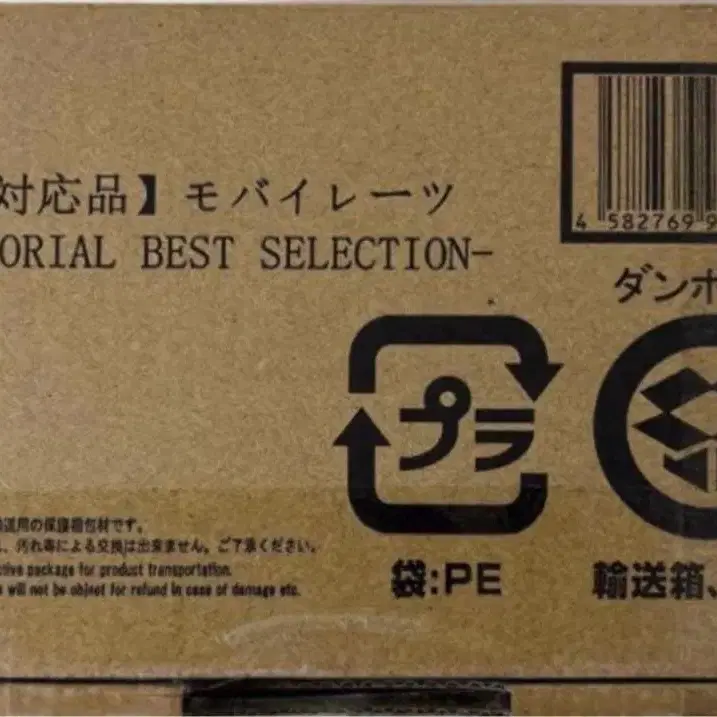 対応品】モバイレーツ
ORIAL BEST SELECTION-
4 582769 9
ダンボ
プラ
袋:PE
輸送箱、
送用の保護梱包材です。
、汚れ等による交換は出来ません。ご了承ください。
ctive package for product transportation.
will not be objnet for refund in case of damage etc.